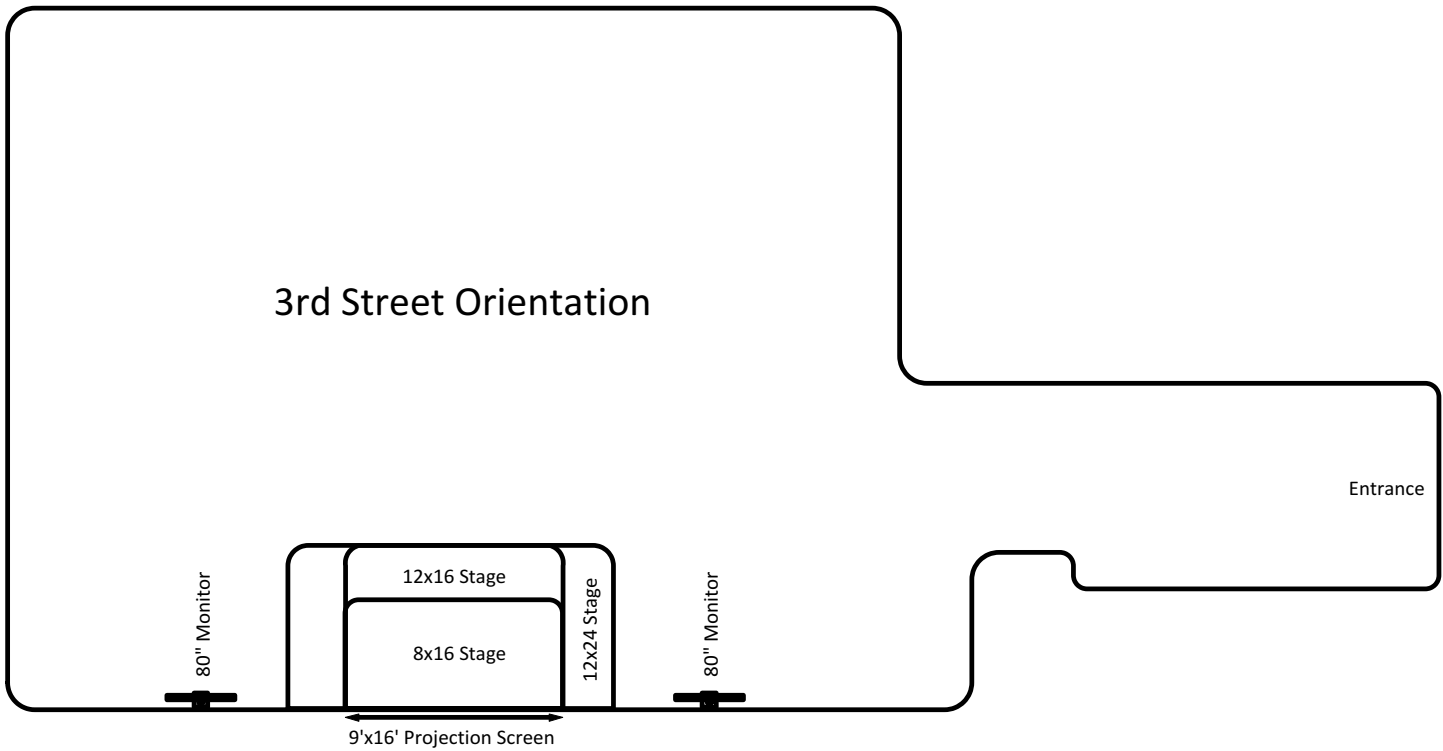 3rd Street Orientation
Entrance
80" Monitor
12x16 Stage
8x16 Stage
12x24 Stage
80" Monitor
9'x16' Projection Screen